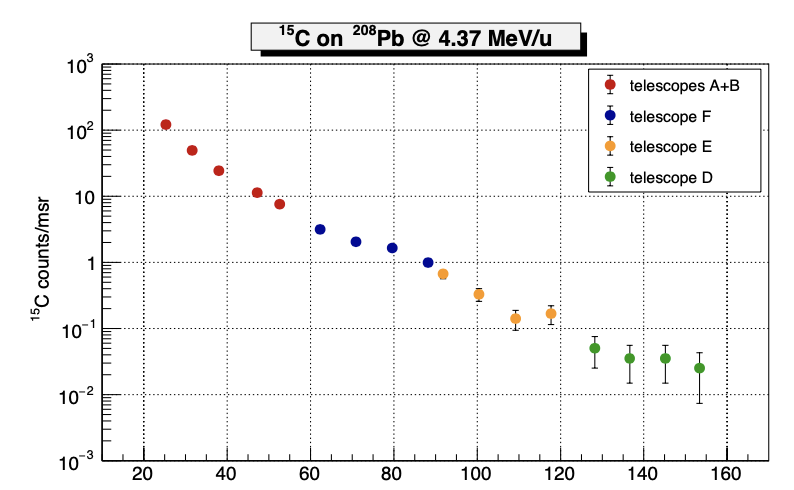 ¹⁵C on ²⁰⁸Pb @ 4.37 MeV/u
telescopes A+B
telescope F
telescope E
telescope D
¹⁵C counts/msr
10³
10²
10
1
10⁻¹
10⁻²
10⁻³
20 40 60 80 100 120 140 160